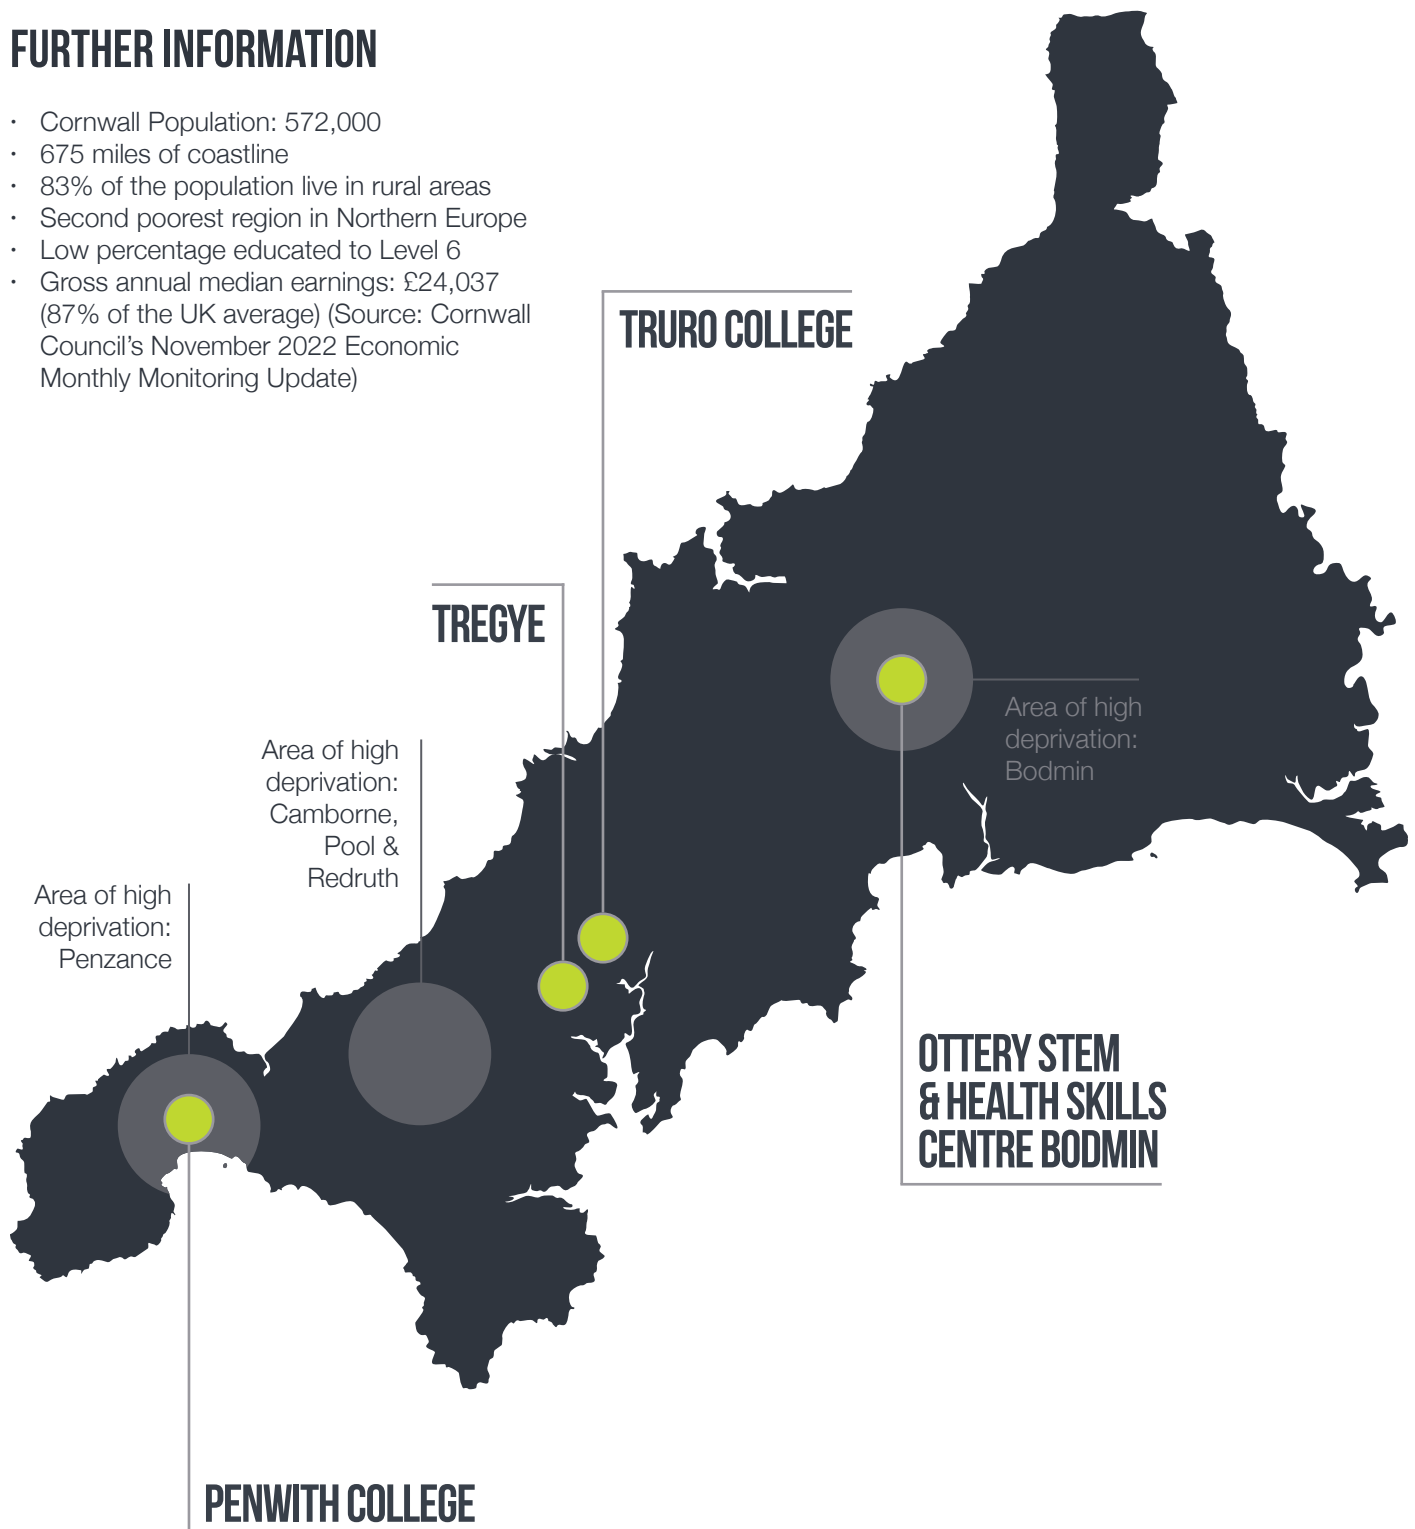 FURTHER INFORMATION
· Cornwall Population: 572,000
· 675 miles of coastline
· 83% of the population live in rural areas
· Second poorest region in Northern Europe
· Low percentage educated to Level 6
· Gross annual median earnings: £24,037
(87% of the UK average) (Source: Cornwall
Council’s November 2022 Economic
Monthly Monitoring Update)
TRURO COLLEGE
TREGYE
Area of high
deprivation:
Bodmin
Area of high
deprivation:
Camborne,
Pool &
Redruth
Area of high
deprivation:
Penzance
OTTERY STEM
& HEALTH SKILLS
CENTRE BODMIN
PENWITH COLLEGE